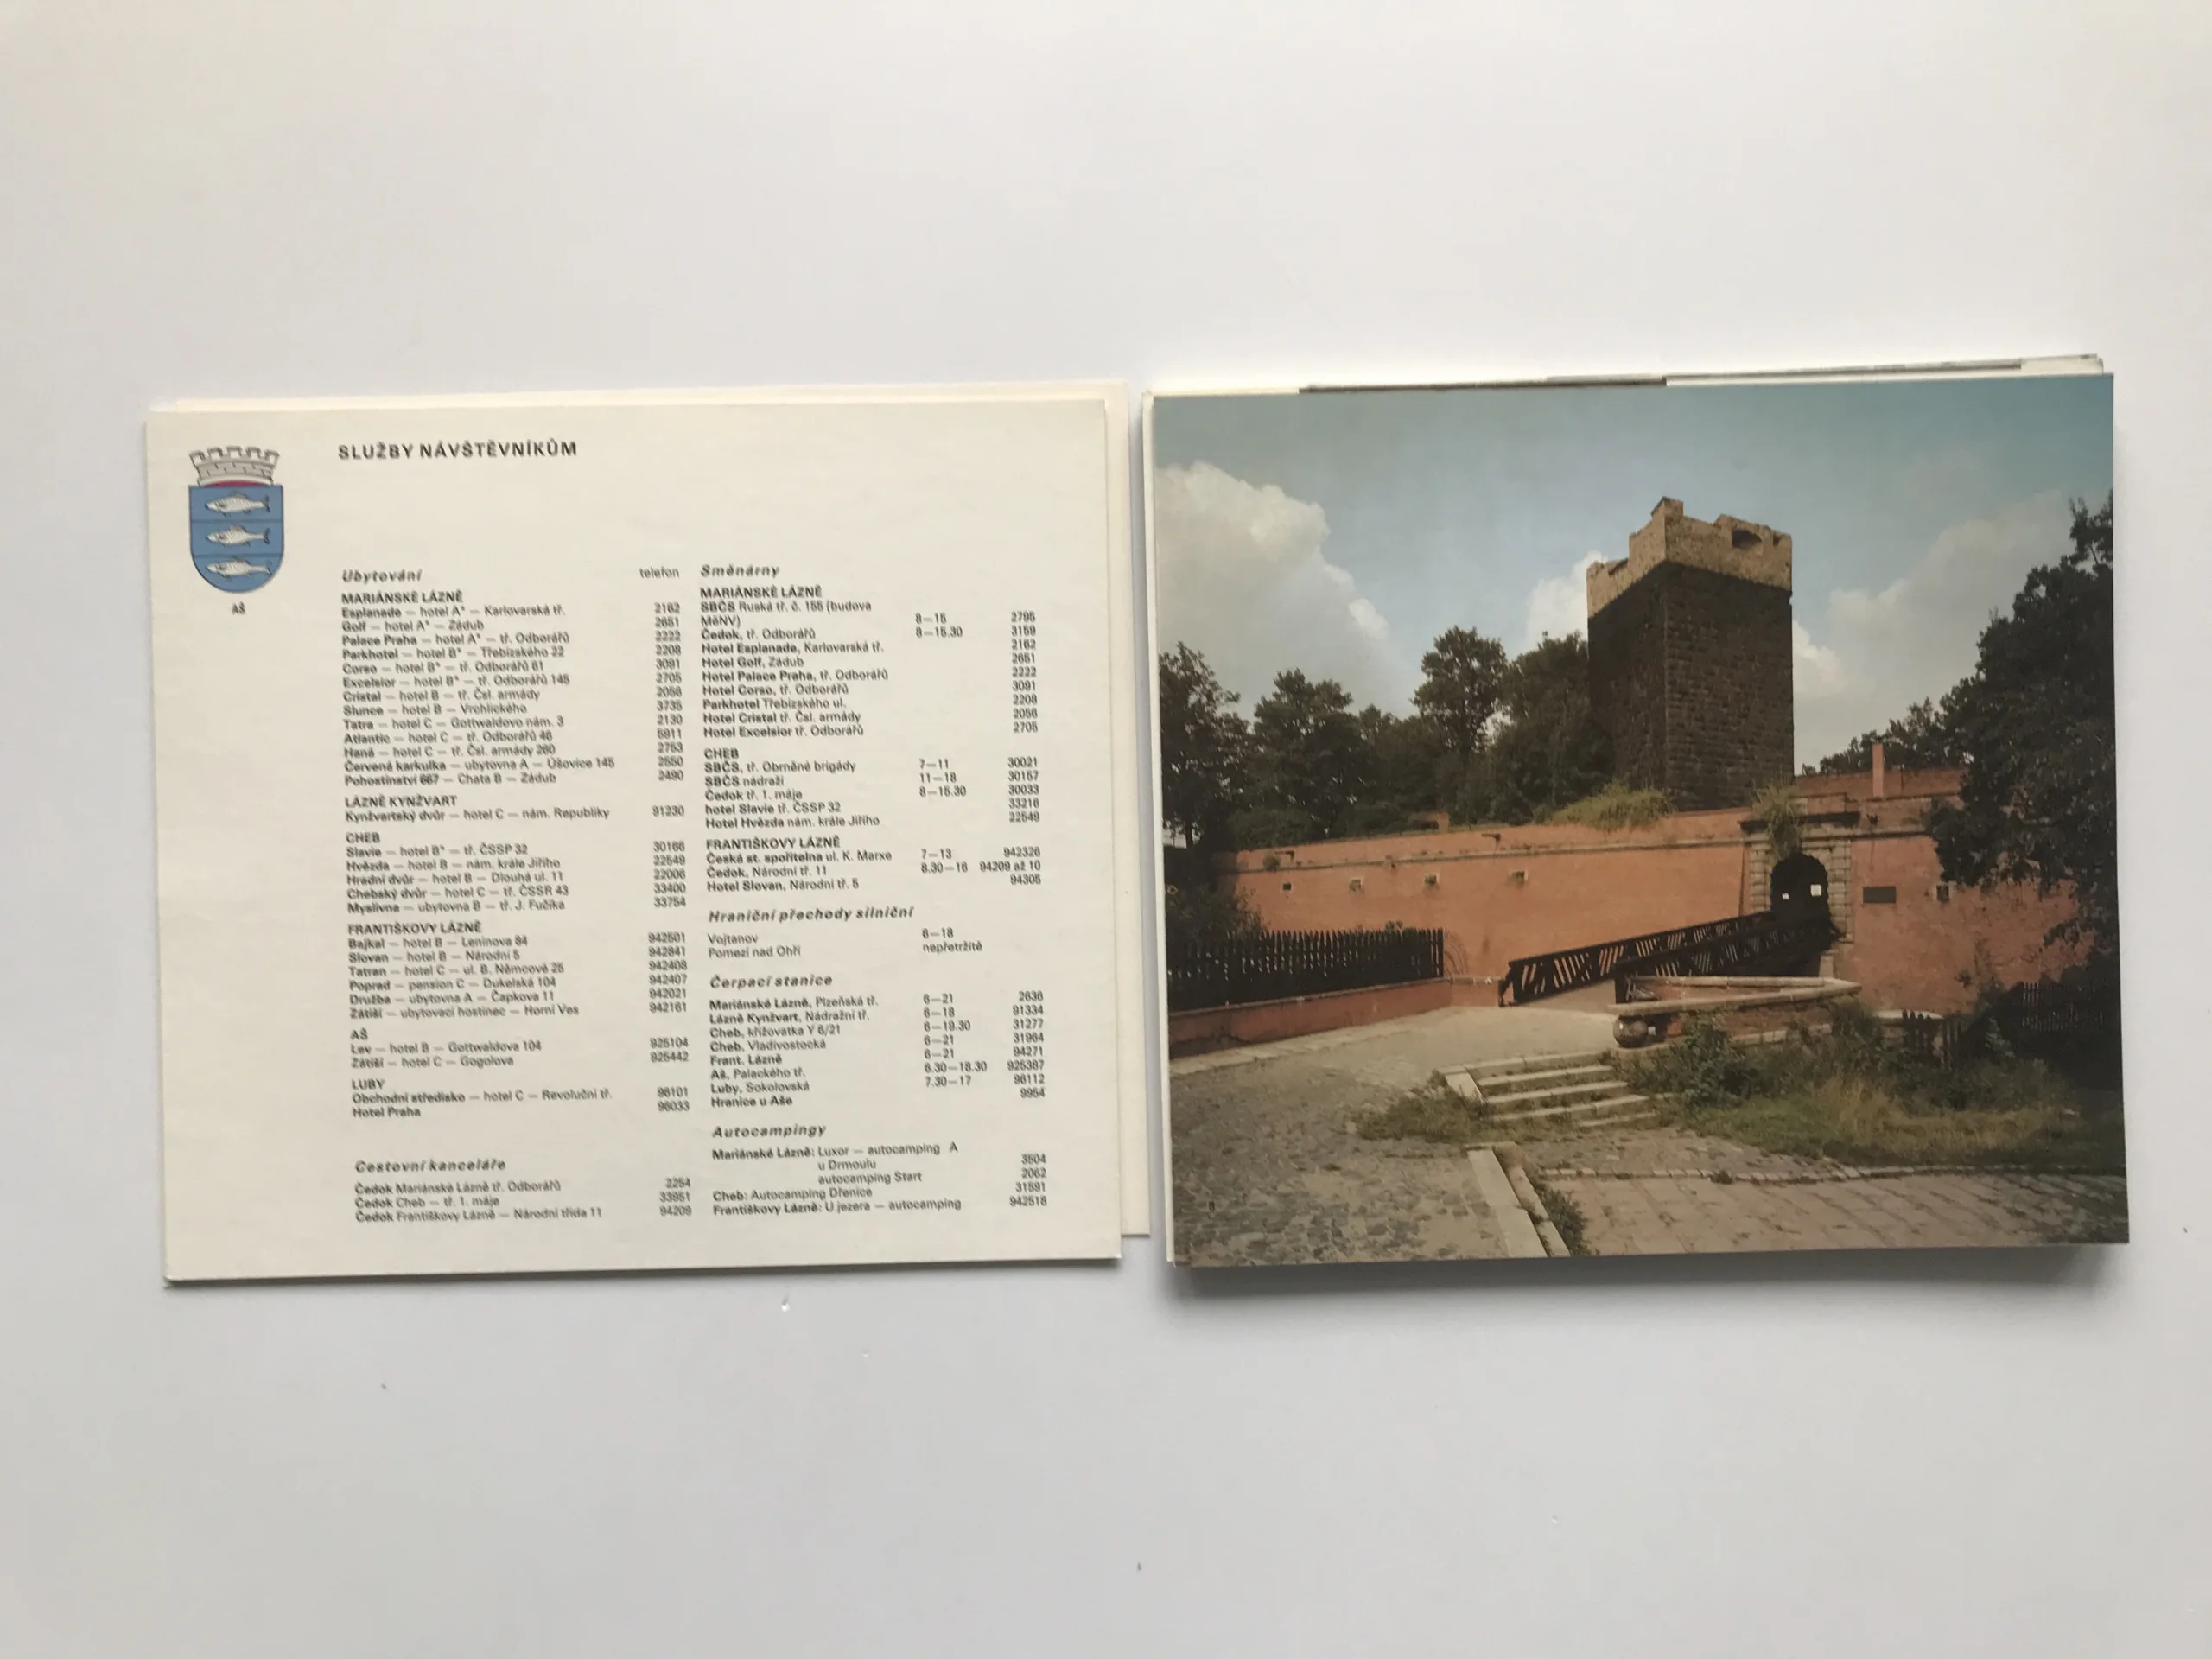 SLUŽBY NÁVŠTĚVNÍKŮM
AŠ
Ubytování telefon
MARIÁNSKÉ LÁZNĚ
Esplanade — hotel A* — Karlovarská tř. 2162
Golf — hotel A* — Zádub 2651
Palace Praha — hotel A* — tř. Odborářů 2222
Parkhotel — hotel B* — Třebízského 22 2208
Corso — hotel B* — tř. Odborářů 61 3091
Excelsior — hotel B* — tř. Odborářů 145 2705
Cristal — hotel B — tř. Čsl. armády 2056
Slunce — hotel B — Vrchlického 3735
Tatra — hotel C — Gottwaldovo nám. 3 2130
Atlantic — hotel C — tř. Odborářů 46 5911
Haná — hotel C — tř. Čsl. armády 260 2753
Červená karkulka — ubytovna A — Úšovice 145 2550
Pohostinství 667 — Chata B — Zádub 2490
LÁZNĚ KYNŽVART
Kynžvartský dvůr — hotel C — nám. Republiky 91230
CHEB
Slavie — hotel B* — tř. ČSSP 32 30166
Hvězda — hotel B — nám. krále Jiřího 22549
Hradní dvůr — hotel B — Dlouhá ul. 11 22006
Chebský dvůr — hotel C — tř. ČSSR 43 33400
Myslivna — ubytovna B — tř. J. Fučíka 33754
FRANTIŠKOVY LÁZNĚ
Bajkal — hotel B — Leninova 84 942501
Slovan — hotel B — Národní 5 942841
Tatran — hotel C — ul. B. Němcové 25 942408
Poprad — pension C — Dukelská 104 942407
Družba — ubytovna A — Čapkova 11 942021
Zátiší — ubytovací hostinec — Horní Ves 942161
AŠ
Lev — hotel B — Gottwaldova 104 925104
Zátiší — hotel C — Gogolova 925442
LUBY
Obchodní středisko — hotel C — Revoluční tř. 96101
Hotel Praha 96033
Cestovní kanceláře
Čedok Mariánské Lázně tř. Odborářů 2254
Čedok Cheb — tř. 1. máje 33951
Čedok Františkovy Lázně — Národní třída 11 94209
Směnárny
MARIÁNSKÉ LÁZNĚ
SBČS Ruská tř. č. 155 (budova
MěNV) 8—15 2795
Čedok, tř. Odborářů 8—15.30 3159
Hotel Esplanade, Karlovarská tř. 2162
Hotel Golf, Zádub 2651
Hotel Palace Praha, tř. Odborářů 2222
Hotel Corso, tř. Odborářů 3091
Parkhotel Třebízského ul. 2208
Hotel Cristal tř. Čsl. armády 2056
Hotel Excelsior tř. Odborářů 2705
CHEB
SBČS, tř. Obrněné brigády 7—11 30021
SBČS nádraží 11—18 30157
Čedok tř. 1. máje 8—15.30 30033
hotel Slavie tř. ČSSP 32 33216
Hotel Hvězda nám. krále Jiřího 22549
FRANTIŠKOVY LÁZNĚ
Česká st. spořitelna ul. K. Marxe 7—13 942326
Čedok, Národní tř. 11 8.30—16 94209 až 10
Hotel Slovan, Národní tř. 5 94305
Hraniční přechody silniční
Vojtanov 6—18
Pomezí nad Ohří nepřetržitě
Čerpací stanice
Mariánské Lázně, Plzeňská tř. 6—21 2636
Lázně Kynžvart, Nádražní tř. 6—18 91334
Cheb, křižovatka Y 6/21 6—19.30 31277
Cheb, Vladivostocká 6—21 31964
Frant. Lázně 6—21 94271
Aš, Palackého tř. 6.30—18.30 925387
Luby, Sokolovská 7.30—17 96112
Hranice u Aše 9954
Autocampingy
Mariánské Lázně: Luxor — autocamping A
u Drmoulu 3504
autocamping Start 2062
Cheb: Autocamping Dřenice 31591
Františkovy Lázně: U jezera — autocamping 942518
8